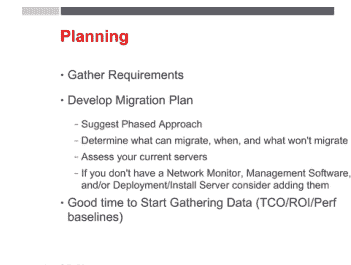 Planning
• Gather Requirements
• Develop Migration Plan
- Suggest Phased Approach
- Determine what can migrate, when, and what won't migrate
- Assess your current servers
- If you don't have a Network Monitor, Management Software,
and/or Deployment/Install Server consider adding them
• Good time to Start Gathering Data (TCO/ROI/Perf
baselines)